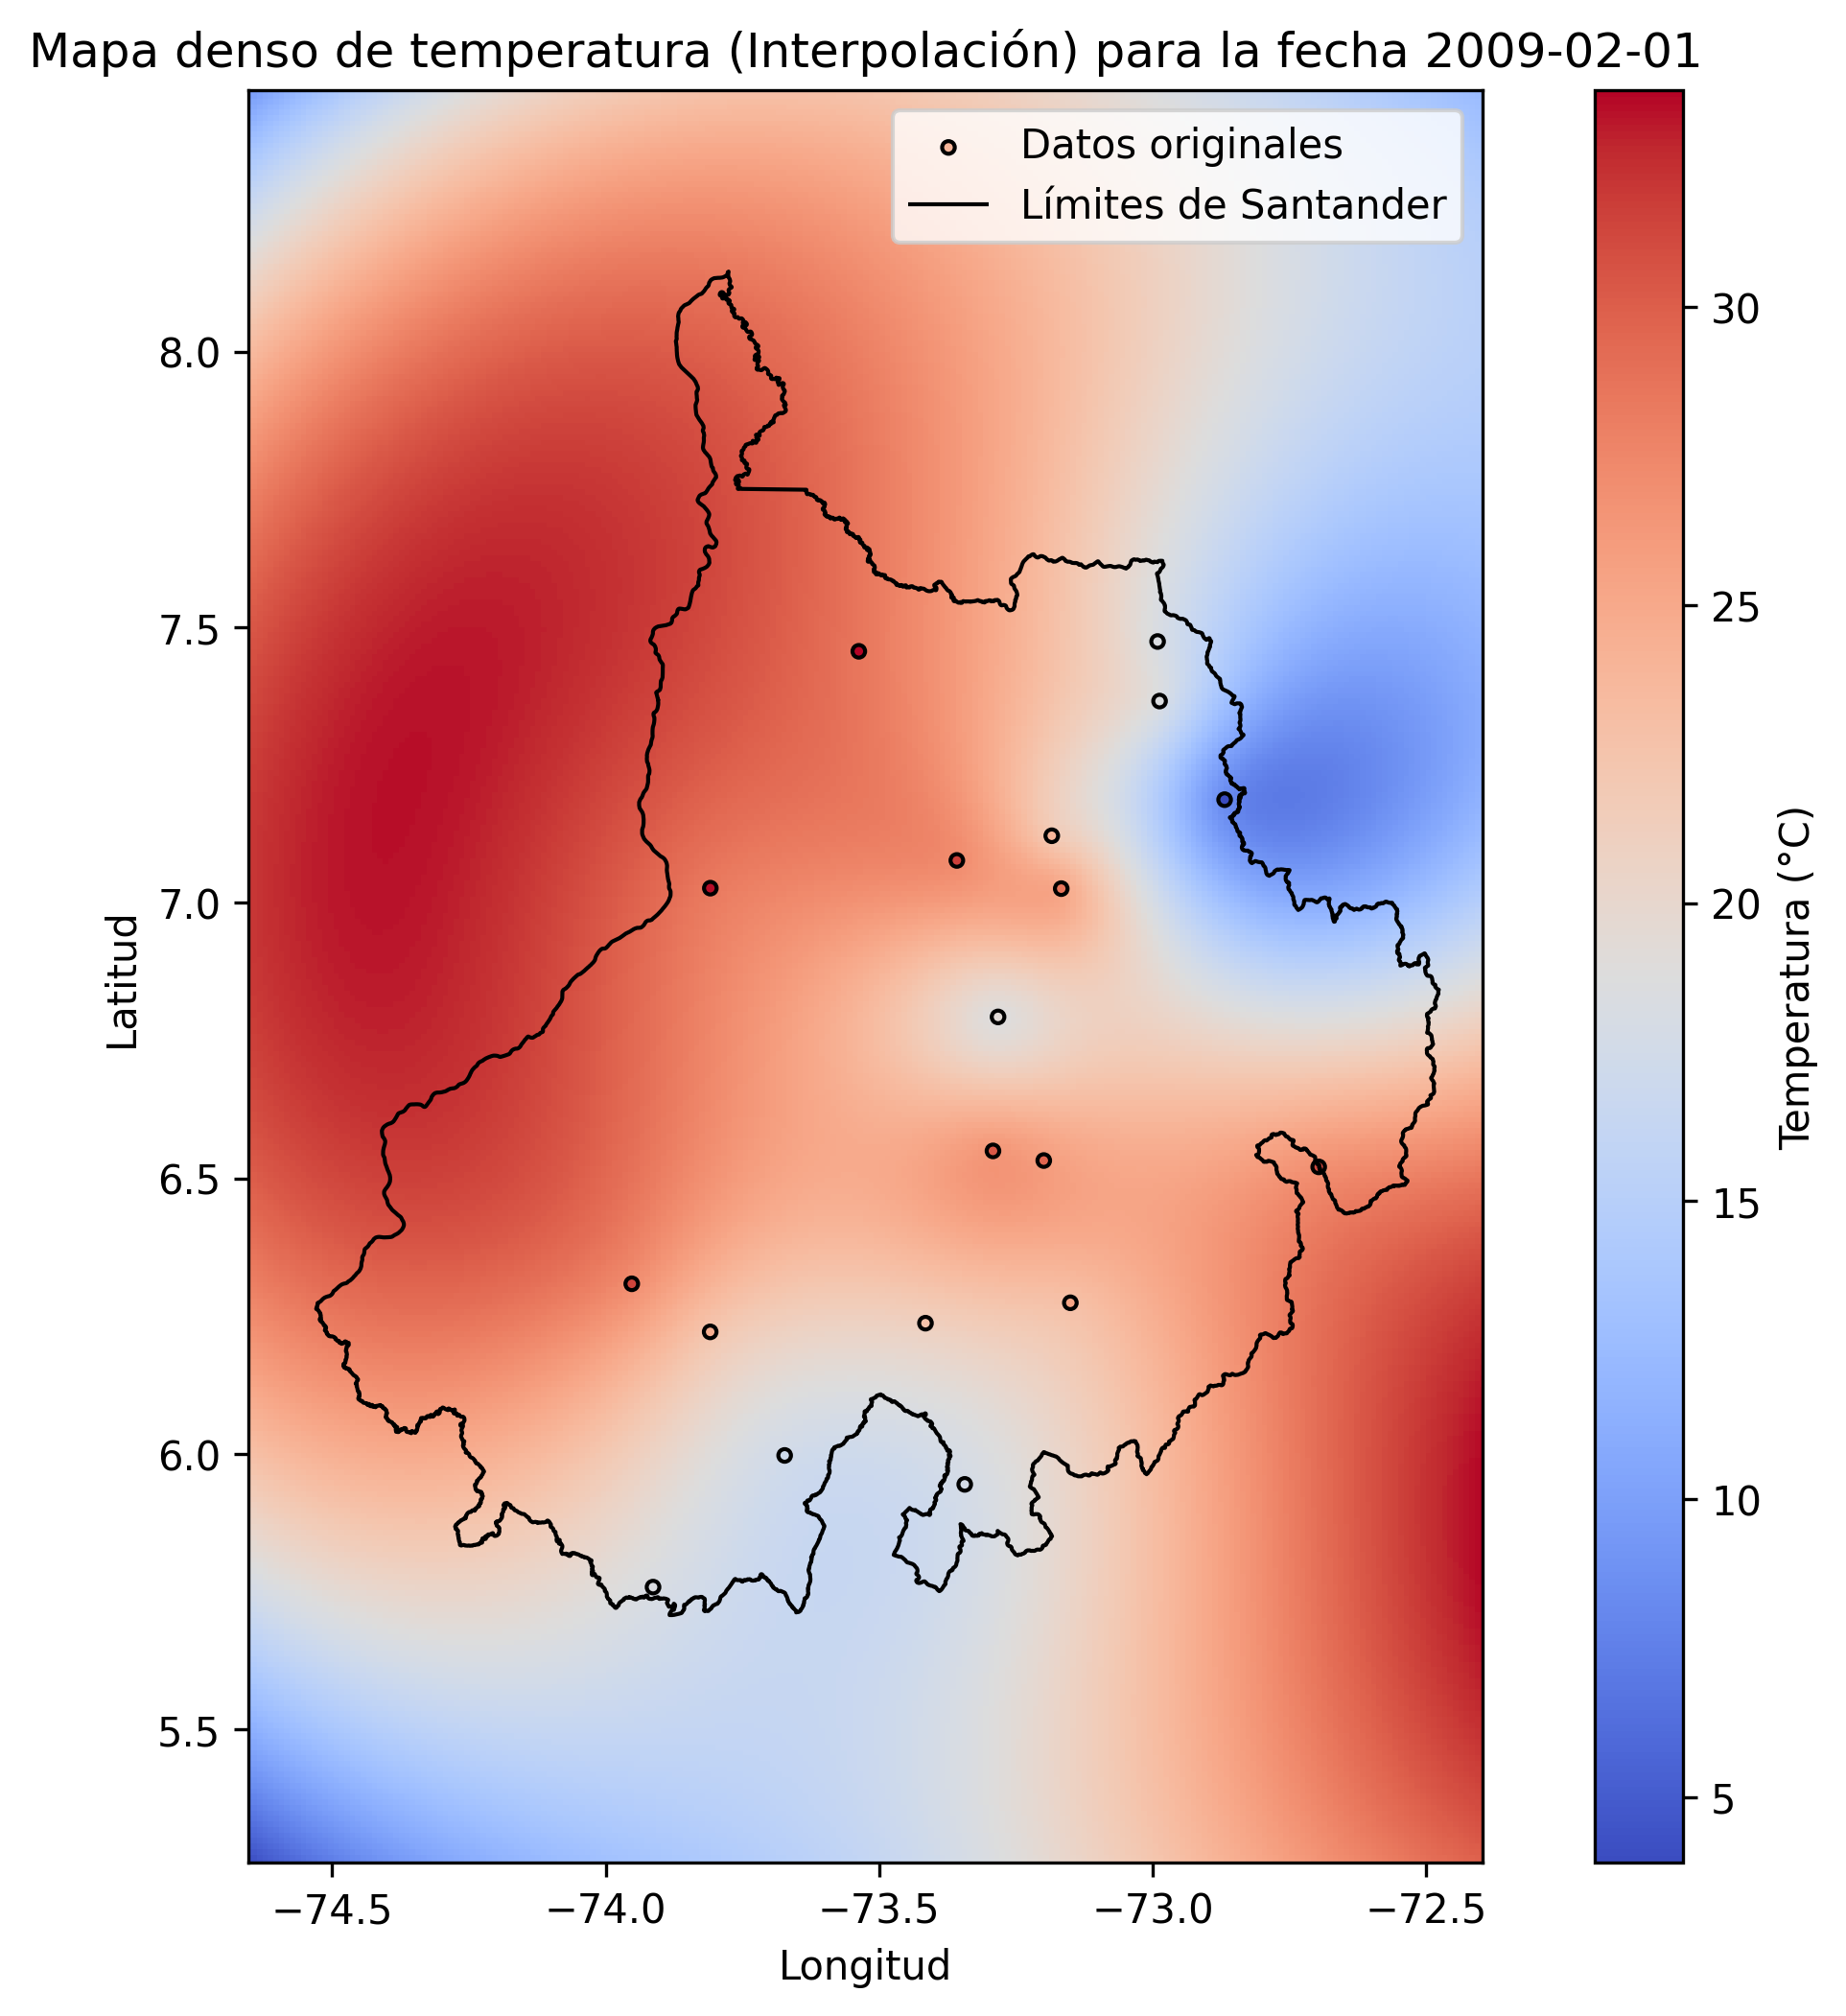 Mapa denso de temperatura (Interpolación) para la fecha 2009-02-01
Datos originales
Límites de Santander
8.0
7.5
7.0
6.5
6.0
5.5
Latitud
−74.5
−74.0
−73.5
−73.0
−72.5
Longitud
30
25
20
15
10
5
Temperatura (°C)